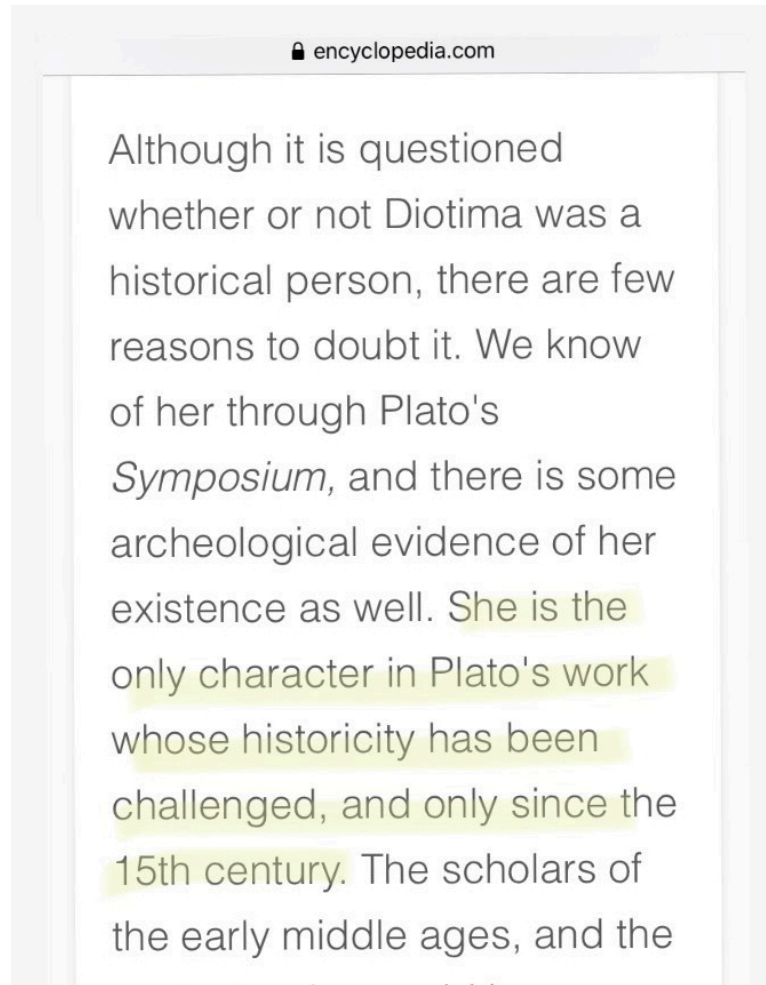 encyclopedia.com
Although it is questioned
whether or not Diotima was a
historical person, there are few
reasons to doubt it. We know
of her through Plato's
Symposium, and there is some
archeological evidence of her
existence as well. She is the
only character in Plato's work
whose historicity has been
challenged, and only since the
15th century. The scholars of
the early middle ages, and the